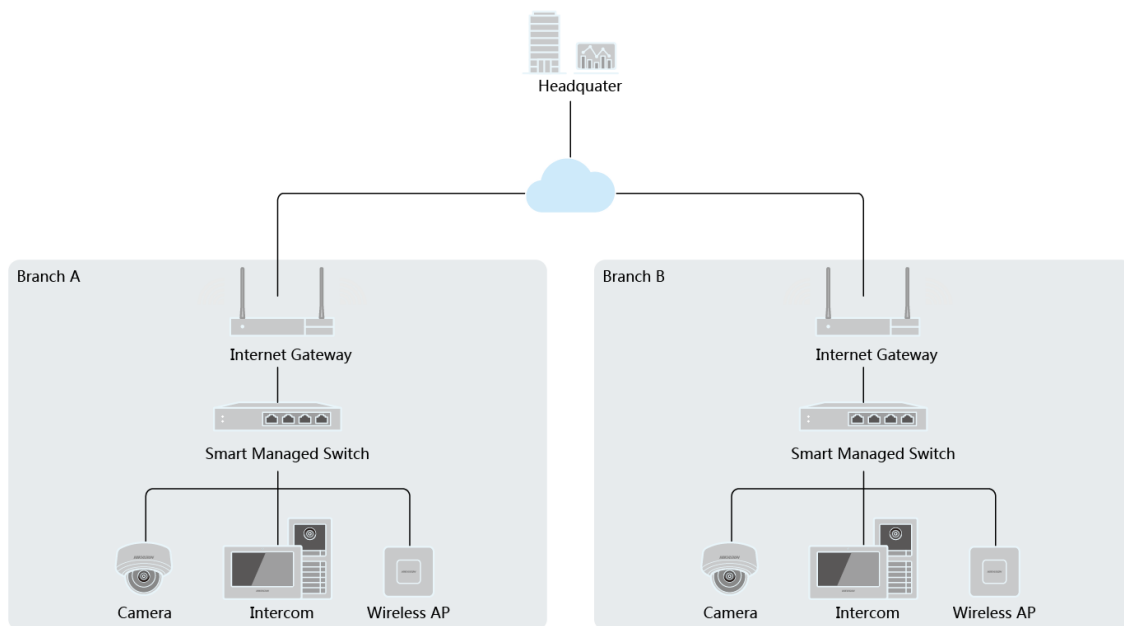 Headquater
Branch A
Branch B
Internet Gateway
Internet Gateway
Smart Managed Switch
Smart Managed Switch
Camera
Intercom
Wireless AP
Camera
Intercom
Wireless AP